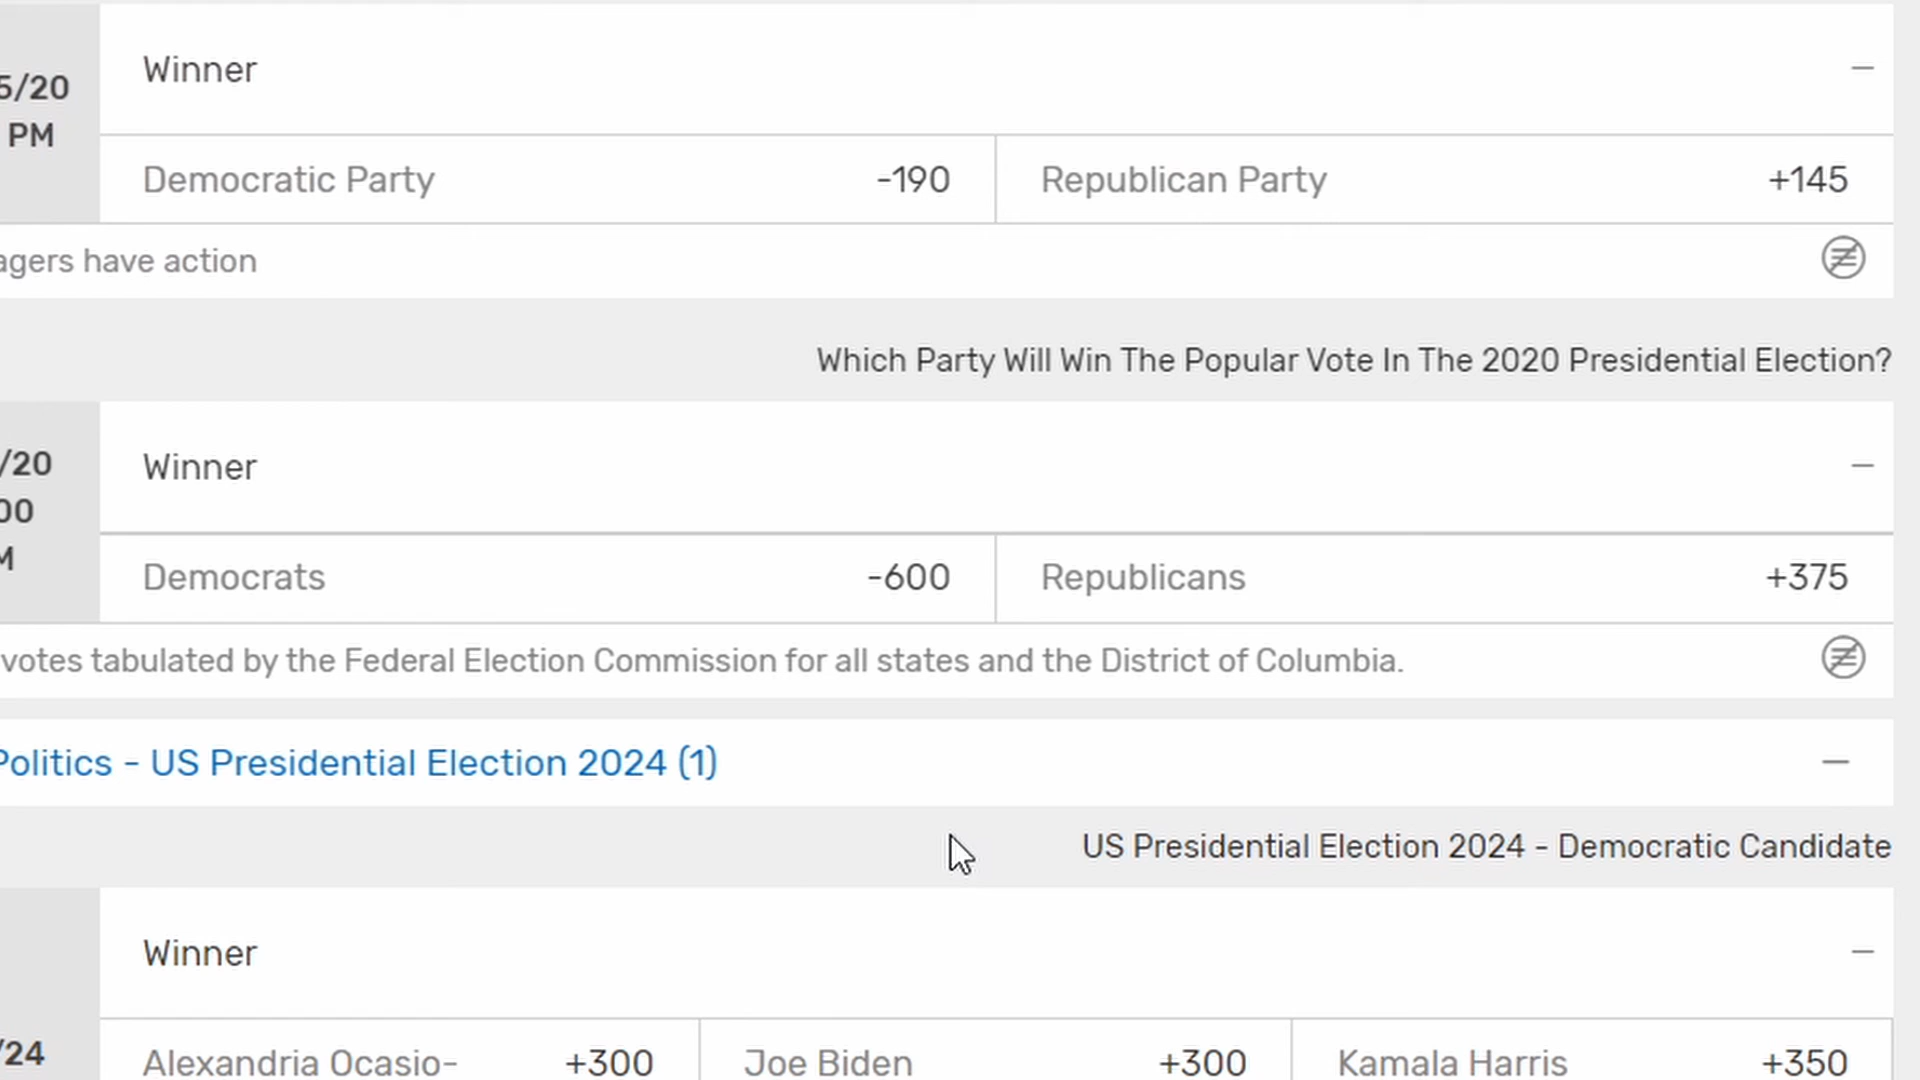 5/20
PM
Winner
Democratic Party -190 Republican Party +145
agers have action
Which Party Will Win The Popular Vote In The 2020 Presidential Election?
/20
00
M
Winner
Democrats -600 Republicans +375
votes tabulated by the Federal Election Commission for all states and the District of Columbia.
Politics - US Presidential Election 2024 (1)
US Presidential Election 2024 - Democratic Candidate
Winner
/24
Alexandria Ocasio- +300 Joe Biden +300 Kamala Harris +350